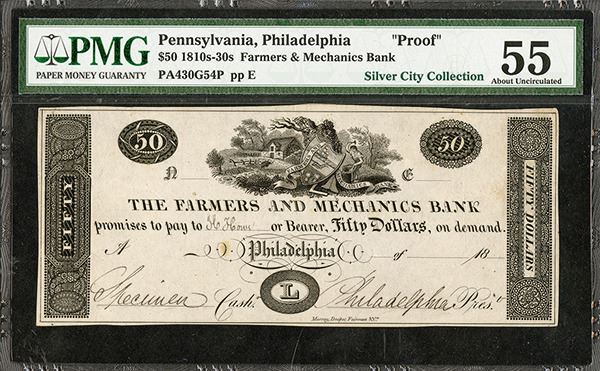 PMG
PAPER MONEY GUARANTY
Pennsylvania, Philadelphia "Proof"
$50 1810s-30s Farmers & Mechanics Bank
PA430G54P pp E
Silver City Collection
55
About Uncirculated
50
50
N
E
FIFTY
FIFTY DOLLARS
THE FARMERS AND MECHANICS BANK
promises to pay to H. Howe or Bearer, Fifty Dollars, on demand.
A Philadelphia of 18
Specimen Cash.r L Philadelphia Pres.t
Murray, Draper, Fairman & Co.